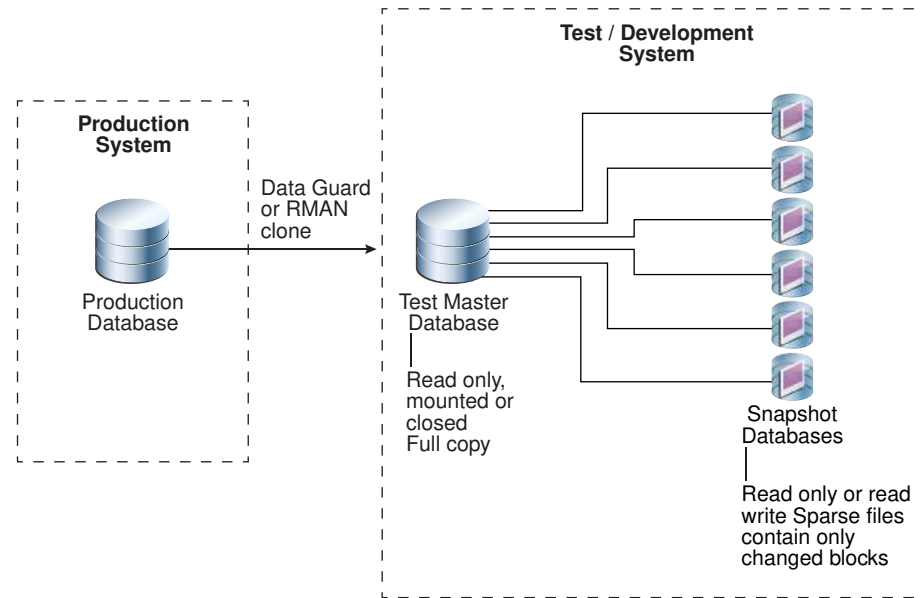 Test / Development
System
Production
System
Data Guard
or RMAN
clone
Production
Database
Test Master
Database
Read only,
mounted or
closed
Full copy
Snapshot
Databases
Read only or read
write Sparse files
contain only
changed blocks